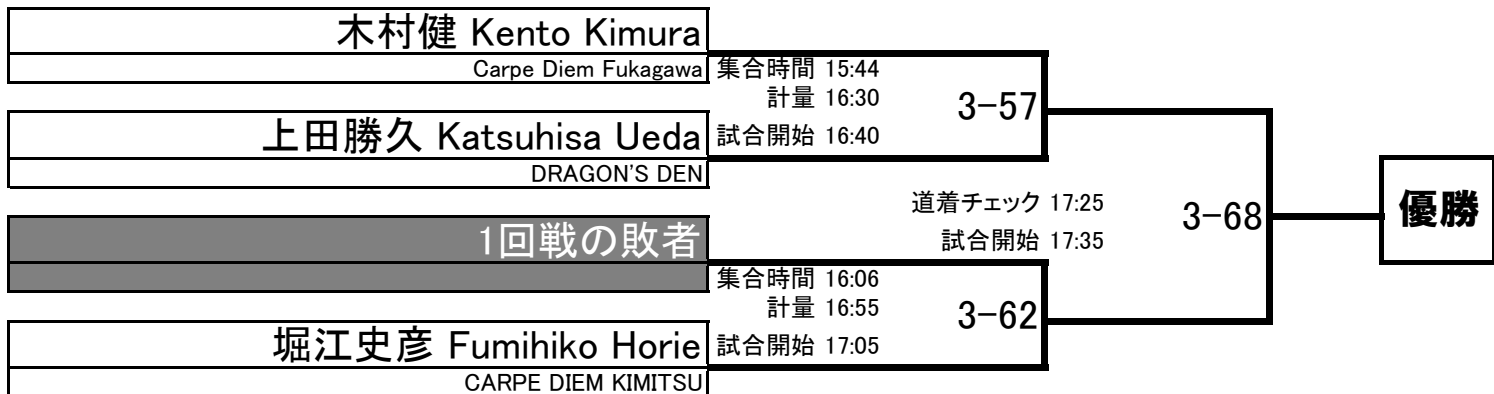 木村健 Kento Kimura
Carpe Diem Fukagawa
集合時間 15:44
計量 16:30
3-57
上田勝久 Katsuhisa Ueda
試合開始 16:40
DRAGON'S DEN
道着チェック 17:25
3-68
優勝
1回戦の敗者
試合開始 17:35
集合時間 16:06
計量 16:55
3-62
堀江史彦 Fumihiko Horie
試合開始 17:05
CARPE DIEM KIMITSU